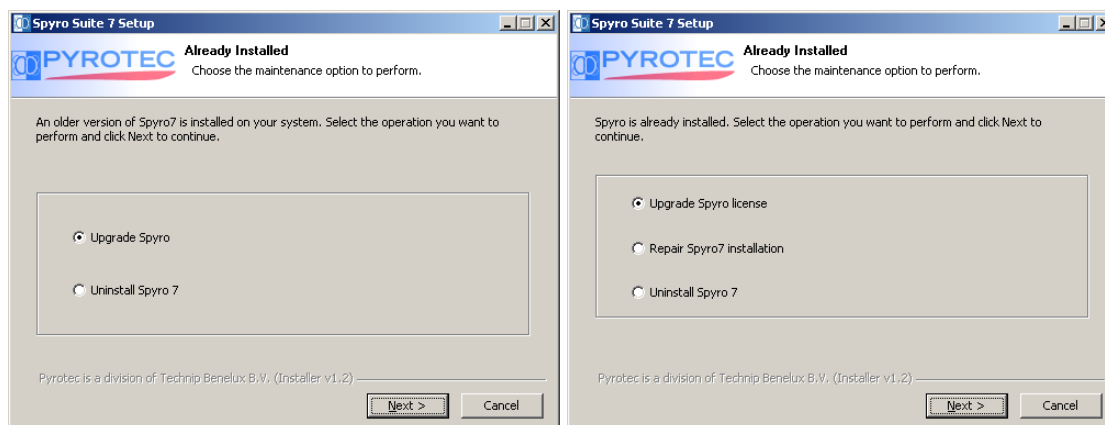 Spyro Suite 7 Setup
PYROTEC
Already Installed
Choose the maintenance option to perform.
An older version of Spyro7 is installed on your system. Select the operation you want to
perform and click Next to continue.
Upgrade Spyro
Uninstall Spyro 7
Pyrotec is a division of Technip Benelux B.V. (Installer v1.2)
Next >
Cancel
Spyro Suite 7 Setup
PYROTEC
Already Installed
Choose the maintenance option to perform.
Spyro is already installed. Select the operation you want to perform and click Next to
continue.
Upgrade Spyro license
Repair Spyro7 installation
Uninstall Spyro 7
Pyrotec is a division of Technip Benelux B.V. (Installer v1.2)
Next >
Cancel